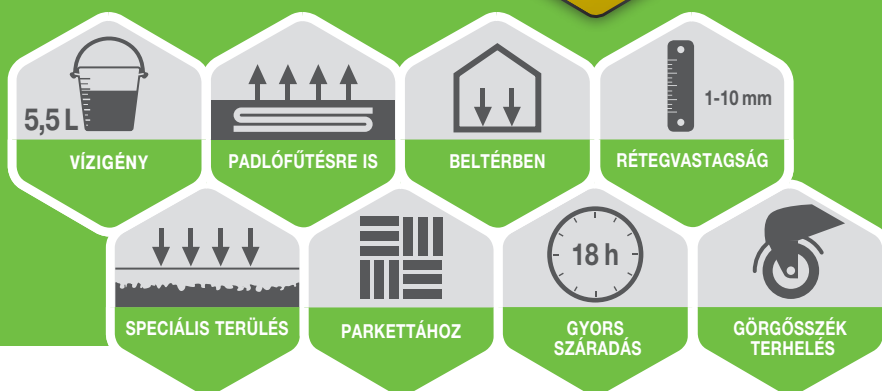 5,5 L
VÍZIGÉNY
PADLÓFŰTÉSRE IS
BELTÉRBEN
1-10 mm
RÉTEGVASTAGSÁG
SPECIÁLIS TERÜLÉS
PARKETTÁHOZ
18 h
GYORS
SZÁRADÁS
GÖRGŐSSZÉK
TERHELÉS